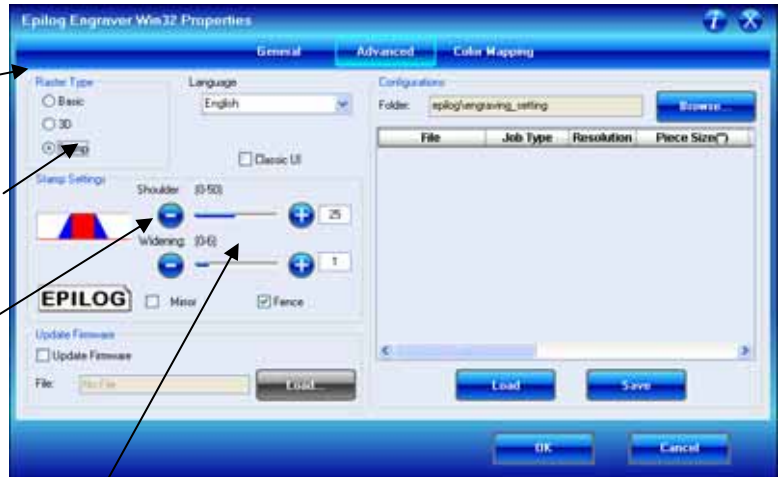 Epilog Engraver Win32 Properties
General Advanced Color Mapping
Raster Type
Basic
3D
Stamp
Language
English
Classic UI
Stamp Settings
Shoulder (0-50)
25
Widening (0-6)
1
EPILOG
Mirror Fence
Update Firmware
Update Firmware
File: No File Load...
Configurations
Folder: epilog\engraving_setting Browse...
File Job Type Resolution Piece Size(")
Load Save
OK Cancel